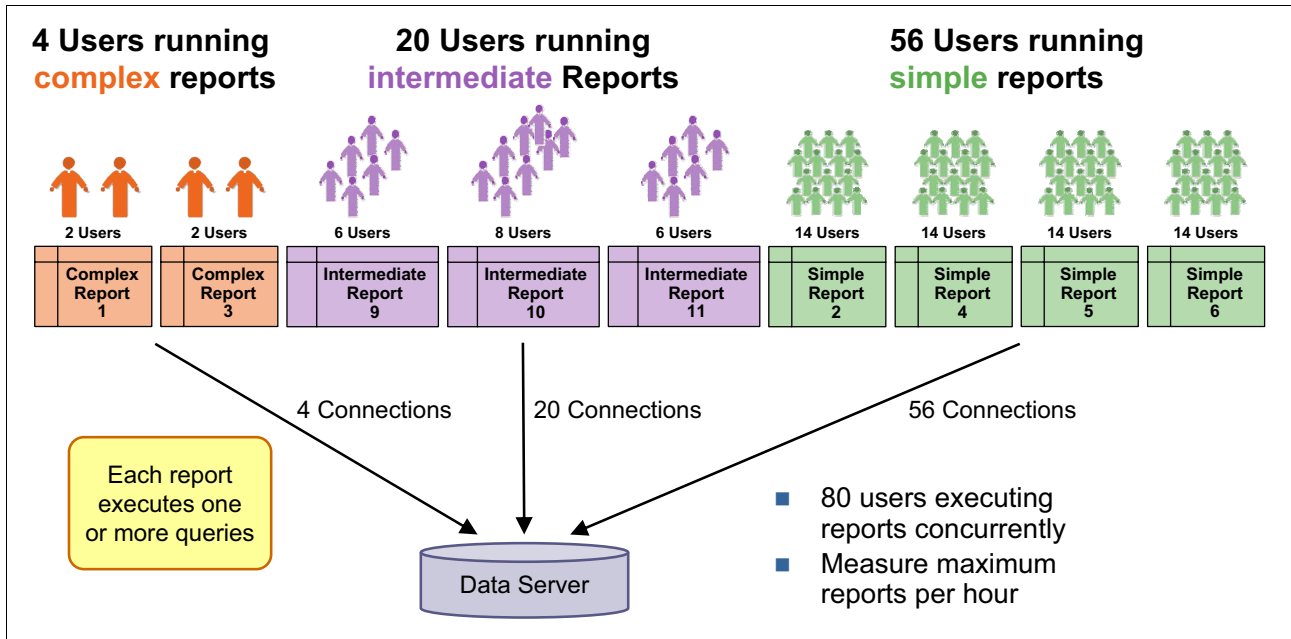 4 Users running
complex reports
20 Users running
intermediate Reports
56 Users running
simple reports
2 Users
2 Users
6 Users
8 Users
6 Users
14 Users
14 Users
14 Users
14 Users
Complex
Report
1
Complex
Report
3
Intermediate
Report
9
Intermediate
Report
10
Intermediate
Report
11
Simple
Report
2
Simple
Report
4
Simple
Report
5
Simple
Report
6
4 Connections
20 Connections
56 Connections
Each report
executes one
or more queries
Data Server
80 users executing
reports concurrently
Measure maximum
reports per hour